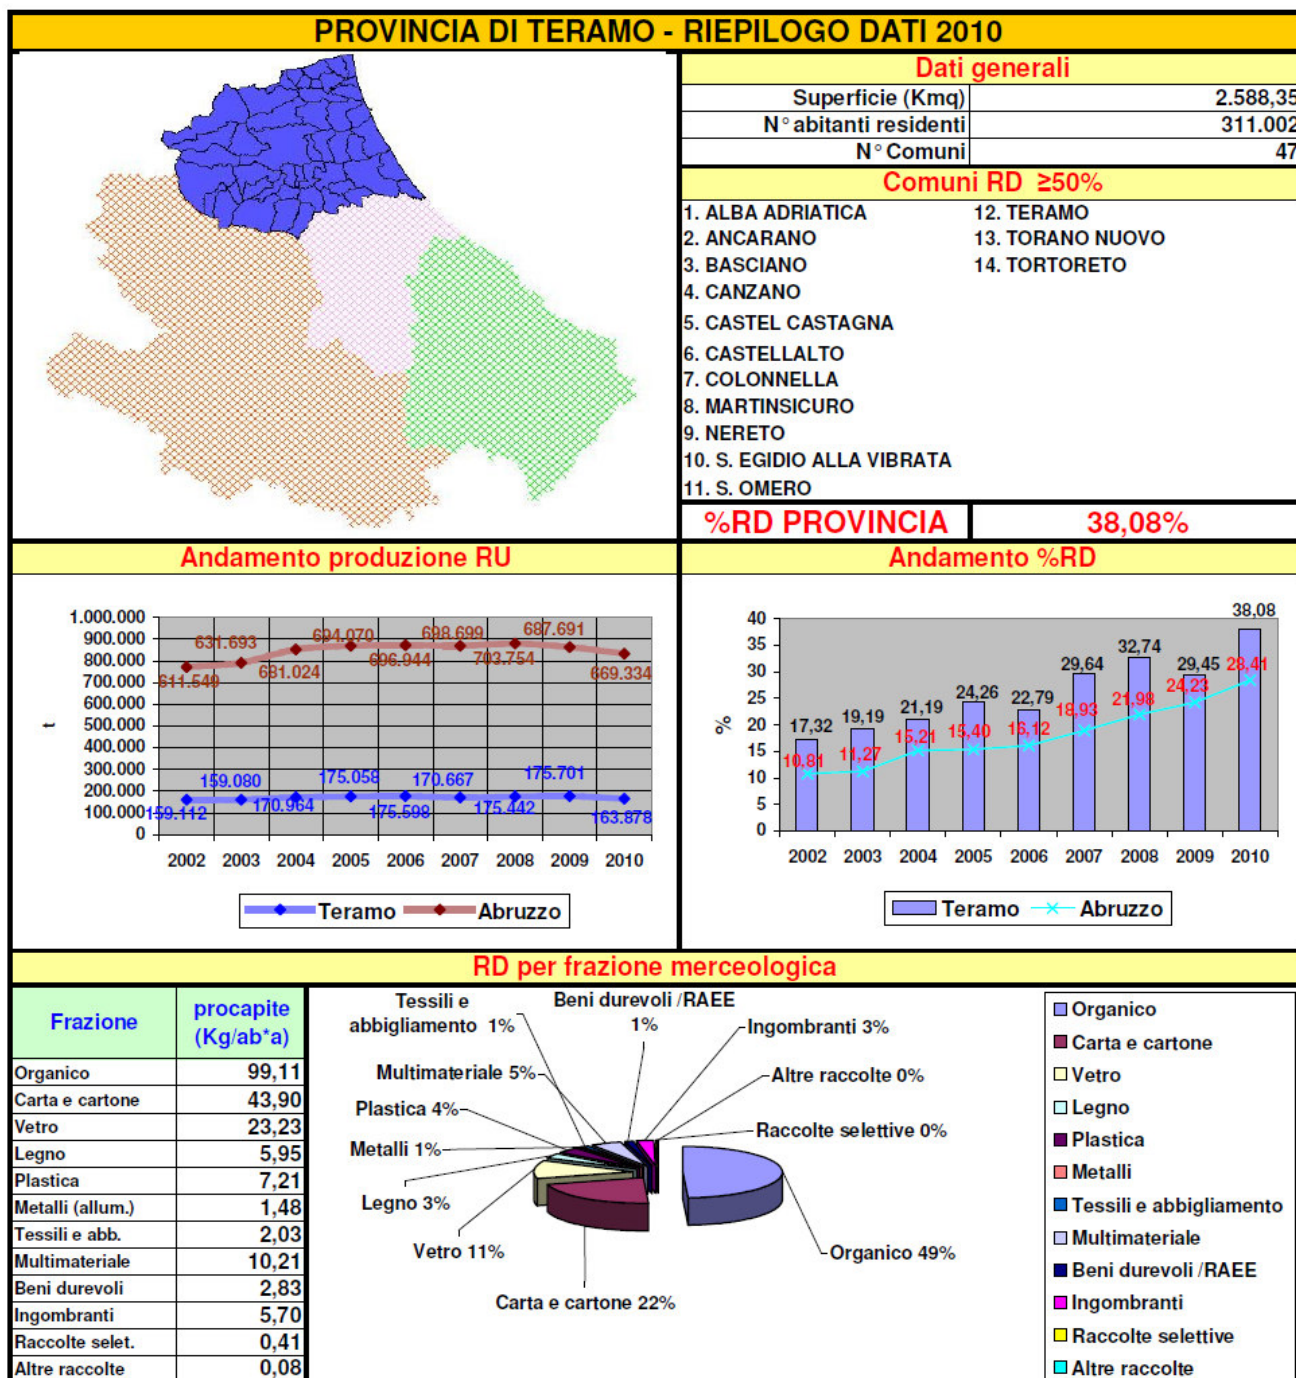 PROVINCIA DI TERAMO - RIEPILOGO DATI 2010
Dati generali
Superficie (Kmq) 2.588,35
N° abitanti residenti 311.002
N° Comuni 47
Comuni RD ≥50%
1. ALBA ADRIATICA 12. TERAMO
2. ANCARANO 13. TORANO NUOVO
3. BASCIANO 14. TORTORETO
4. CANZANO
5. CASTEL CASTAGNA
6. CASTELLALTO
7. COLONNELLA
8. MARTINSICURO
9. NERETO
10. S. EGIDIO ALLA VIBRATA
11. S. OMERO
%RD PROVINCIA 38,08%
Andamento produzione RU
t
1.000.000
900.000
800.000
700.000
600.000
500.000
400.000
300.000
200.000
100.000
0
631.693 694.070 698.699 687.691
611.549 681.024 696.944 703.754 669.334
159.080 175.058 170.667 175.701
159.112 170.964 175.598 175.442 163.878
2002 2003 2004 2005 2006 2007 2008 2009 2010
Teramo Abruzzo
Andamento %RD
%
40
35
30
25
20
15
10
5
0
17,32 19,19 21,19 24,26 22,79 29,64 32,74 29,45 38,08
10,81 11,27 15,21 15,40 16,12 18,93 21,98 24,23 28,41
2002 2003 2004 2005 2006 2007 2008 2009 2010
Teramo Abruzzo
RD per frazione merceologica
Frazione procapite (Kg/ab*a)
Organico 99,11
Carta e cartone 43,90
Vetro 23,23
Legno 5,95
Plastica 7,21
Metalli (allum.) 1,48
Tessili e abb. 2,03
Multimateriale 10,21
Beni durevoli 2,83
Ingombranti 5,70
Raccolte selet. 0,41
Altre raccolte 0,08
Tessili e
abbigliamento 1%
Beni durevoli /RAEE
1%
Ingombranti 3%
Multimateriale 5%
Altre raccolte 0%
Plastica 4%
Raccolte selettive 0%
Metalli 1%
Legno 3%
Vetro 11%
Organico 49%
Carta e cartone 22%
Organico
Carta e cartone
Vetro
Legno
Plastica
Metalli
Tessili e abbigliamento
Multimateriale
Beni durevoli /RAEE
Ingombranti
Raccolte selettive
Altre raccolte